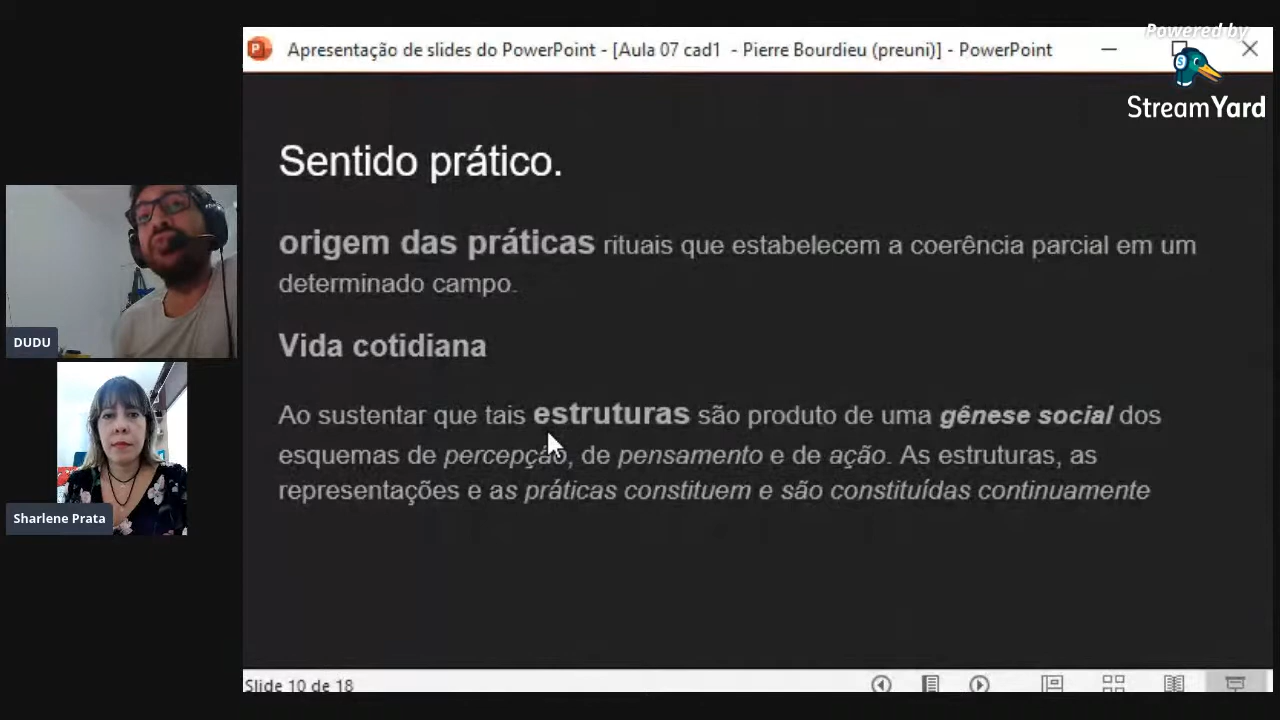 Apresentação de slides do PowerPoint - [Aula 07 cad1 - Pierre Bourdieu (preuni)] - PowerPoint
Powered by
StreamYard
Sentido prático.
origem das práticas rituais que estabelecem a coerência parcial em um
determinado campo.
Vida cotidiana
Ao sustentar que tais estruturas são produto de uma gênese social dos
esquemas de percepção, de pensamento e de ação. As estruturas, as
representações e as práticas constituem e são constituídas continuamente
DUDU
Sharlene Prata
Slide 10 de 18